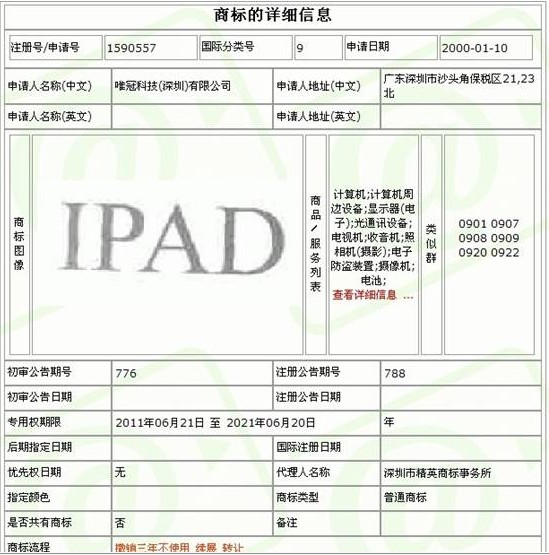 商标的详细信息
注册号/申请号 1590557 国际分类号 9 申请日期 2000-01-10
申请人名称(中文) 唯冠科技(深圳)有限公司 申请人地址(中文) 广东深圳市沙头角保税区21,23
北
申请人名称(英文) 申请人地址(英文)
商标图像
IPAD
商品/服务列表
计算机;计算机周
边设备;显示器(电
子);光通讯设备;
电视机;收音机;照
相机(摄影);电子
防盗装置;摄像机;
电池;
查看详细信息 ...
类似群
0901 0907
0908 0909
0920 0922
初审公告期号 776 注册公告期号 788
初审公告日期 注册公告日期
专用权期限 2011年06月21日 至 2021年06月20日 年
后期指定日期 国际注册日期
优先权日期 无 代理人名称 深圳市精英商标事务所
指定颜色 商标类型 普通商标
是否共有商标 否 备注
商标流程 撤销三年不使用 续展 转让